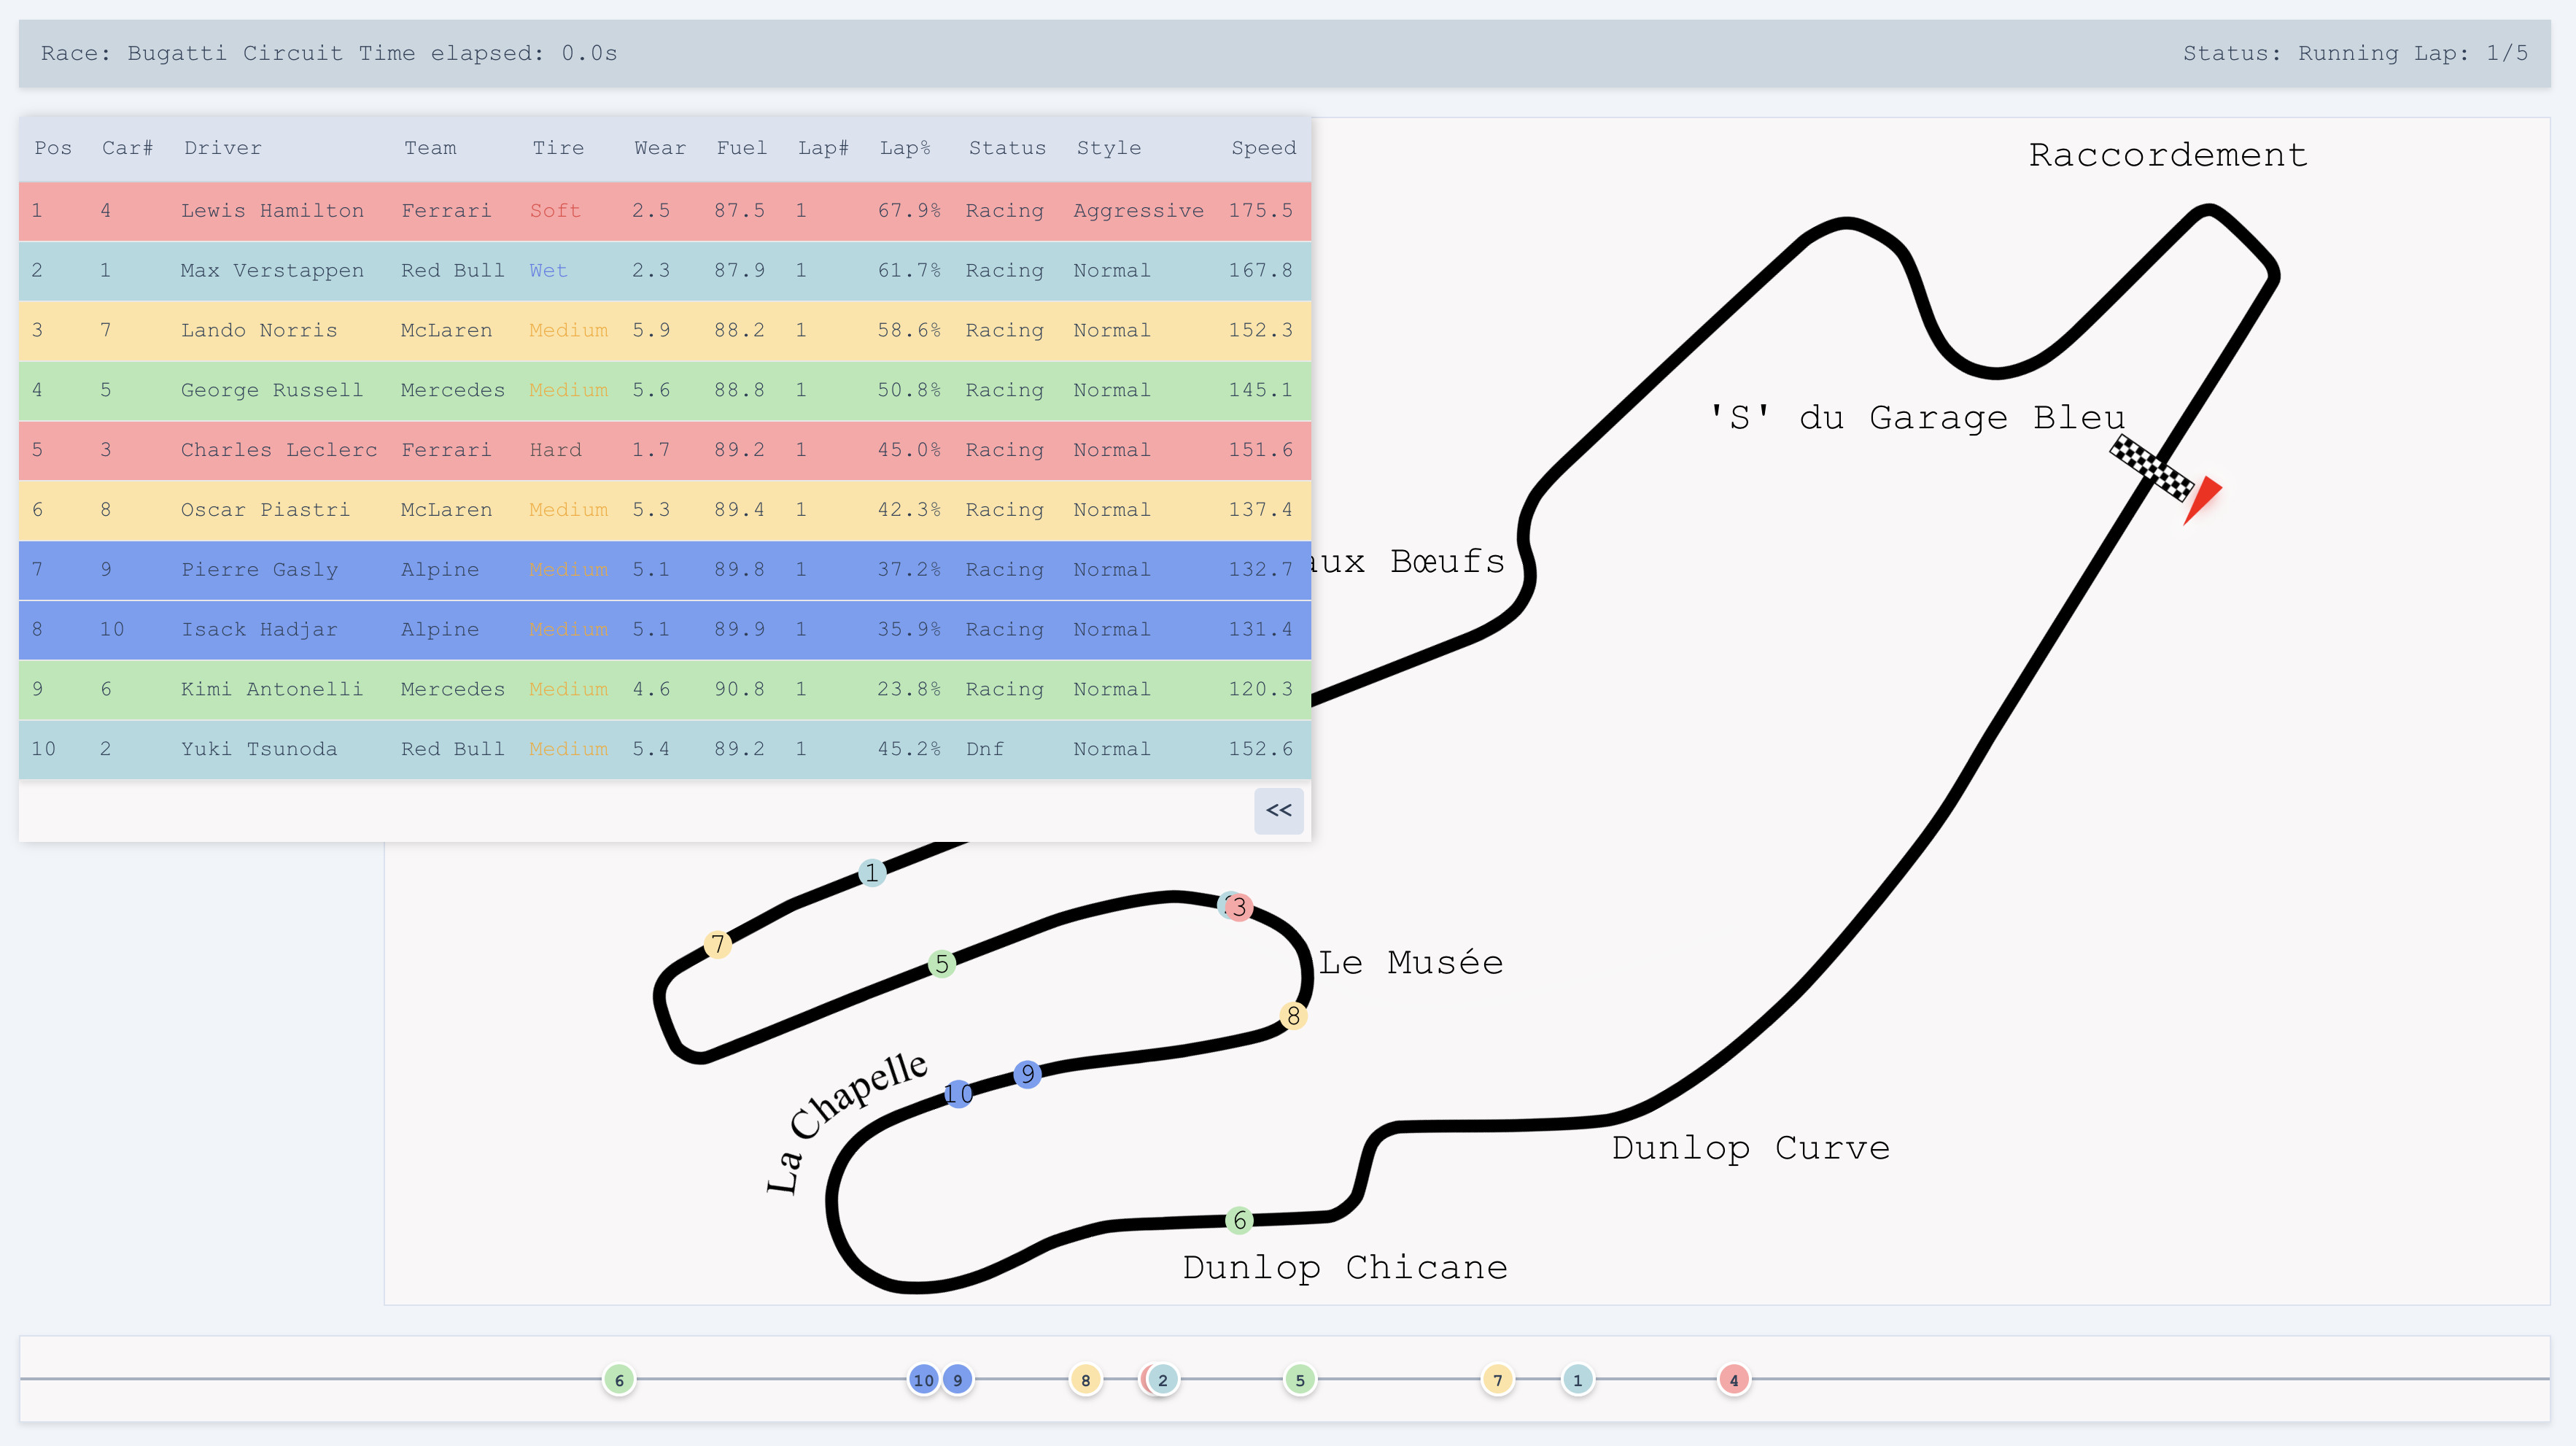 Race: Bugatti Circuit Time elapsed: 0.0s
Status: Running Lap: 1/5
Pos Car# Driver Team Tire Wear Fuel Lap# Lap% Status Style Speed
1 4 Lewis Hamilton Ferrari Soft 2.5 87.5 1 67.9% Racing Aggressive 175.5
2 1 Max Verstappen Red Bull Wet 2.3 87.9 1 61.7% Racing Normal 167.8
3 7 Lando Norris McLaren Medium 5.9 88.2 1 58.6% Racing Normal 152.3
4 5 George Russell Mercedes Medium 5.6 88.8 1 50.8% Racing Normal 145.1
5 3 Charles Leclerc Ferrari Hard 1.7 89.2 1 45.0% Racing Normal 151.6
6 8 Oscar Piastri McLaren Medium 5.3 89.4 1 42.3% Racing Normal 137.4
7 9 Pierre Gasly Alpine Medium 5.1 89.8 1 37.2% Racing Normal 132.7
8 10 Isack Hadjar Alpine Medium 5.1 89.9 1 35.9% Racing Normal 131.4
9 6 Kimi Antonelli Mercedes Medium 4.6 90.8 1 23.8% Racing Normal 120.3
10 2 Yuki Tsunoda Red Bull Medium 5.4 89.2 1 45.2% Dnf Normal 152.6
<<
Raccordement
'S' du Garage Bleu
aux Bœufs
1
3
7
5
Le Musée
8
9
10
La Chapelle
Dunlop Curve
6
Dunlop Chicane
6 10 9 8 2 5 7 1 4